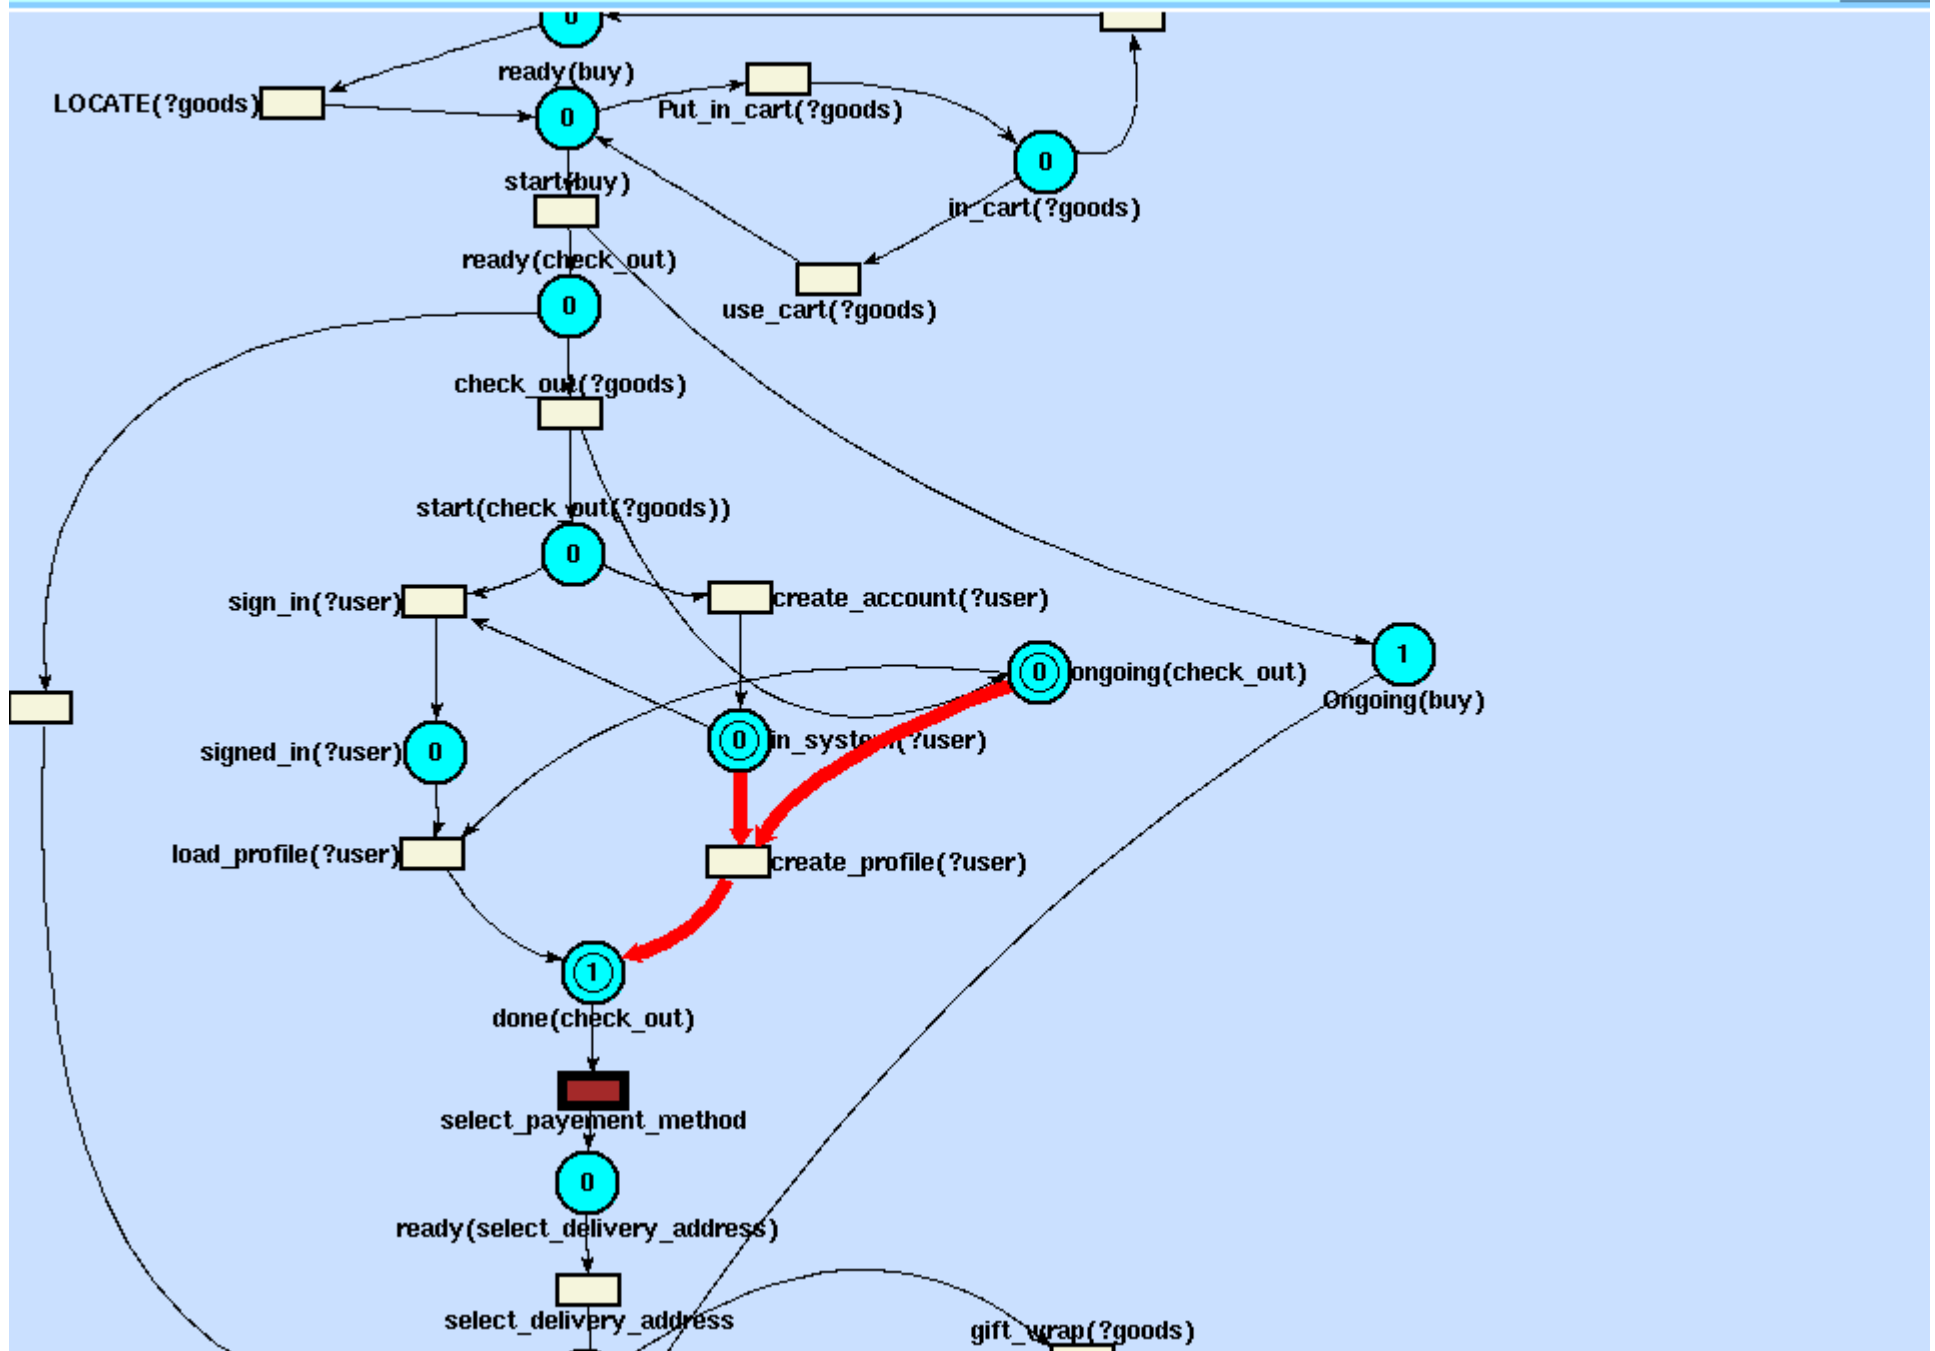 0
ready(buy)
LOCATE(?goods)
0
Put_in_cart(?goods)
0
start(buy)
in_cart(?goods)
ready(check_out)
0
use_cart(?goods)
check_out(?goods)
start(check_out(?goods))
0
sign_in(?user)
create_account(?user)
1
0
ongoing(check_out)
Ongoing(buy)
signed_in(?user)
0
0
in_system(?user)
load_profile(?user)
create_profile(?user)
1
done(check_out)
select_payement_method
0
ready(select_delivery_address)
select_delivery_address
gift_wrap(?goods)